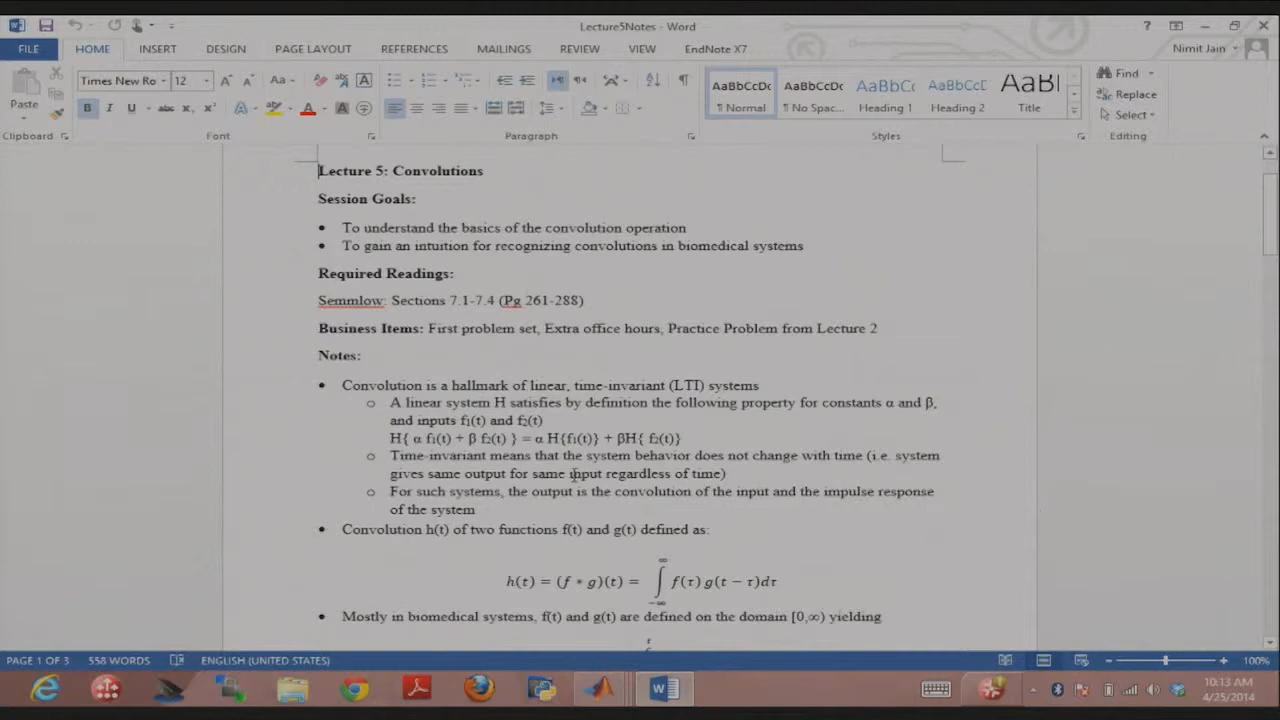 Lecture5Notes - Word
?
FILE HOME INSERT DESIGN PAGE LAYOUT REFERENCES MAILINGS REVIEW VIEW EndNote X7 Nimit Jain
Paste Times New Ro 12 Aa AaBbCcDc AaBbCcDc AaBbCc AaBbCcD AaBl Find
Replace
¶ Normal ¶ No Spac... Heading 1 Heading 2 Title Select
Clipboard Font Paragraph Styles Editing
Lecture 5: Convolutions
Session Goals:
• To understand the basics of the convolution operation
• To gain an intuition for recognizing convolutions in biomedical systems
Required Readings:
Semmlow: Sections 7.1-7.4 (Pg 261-288)
Business Items: First problem set, Extra office hours, Practice Problem from Lecture 2
Notes:
• Convolution is a hallmark of linear, time-invariant (LTI) systems
o A linear system H satisfies by definition the following property for constants α and β,
and inputs f₁(t) and f₂(t)
H{ α f₁(t) + β f₂(t) } = α H{f₁(t)} + βH{ f₂(t)}
o Time-invariant means that the system behavior does not change with time (i.e. system
gives same output for same input regardless of time)
o For such systems, the output is the convolution of the input and the impulse response
of the system
• Convolution h(t) of two functions f(t) and g(t) defined as:
h(t) = (f ∗ g)(t) = ∫_{−∞}^{∞} f(τ) g(t − τ)dτ
• Mostly in biomedical systems, f(t) and g(t) are defined on the domain [0,∞) yielding
PAGE 1 OF 3 558 WORDS ENGLISH (UNITED STATES) 100%
10:13 AM
4/25/2014